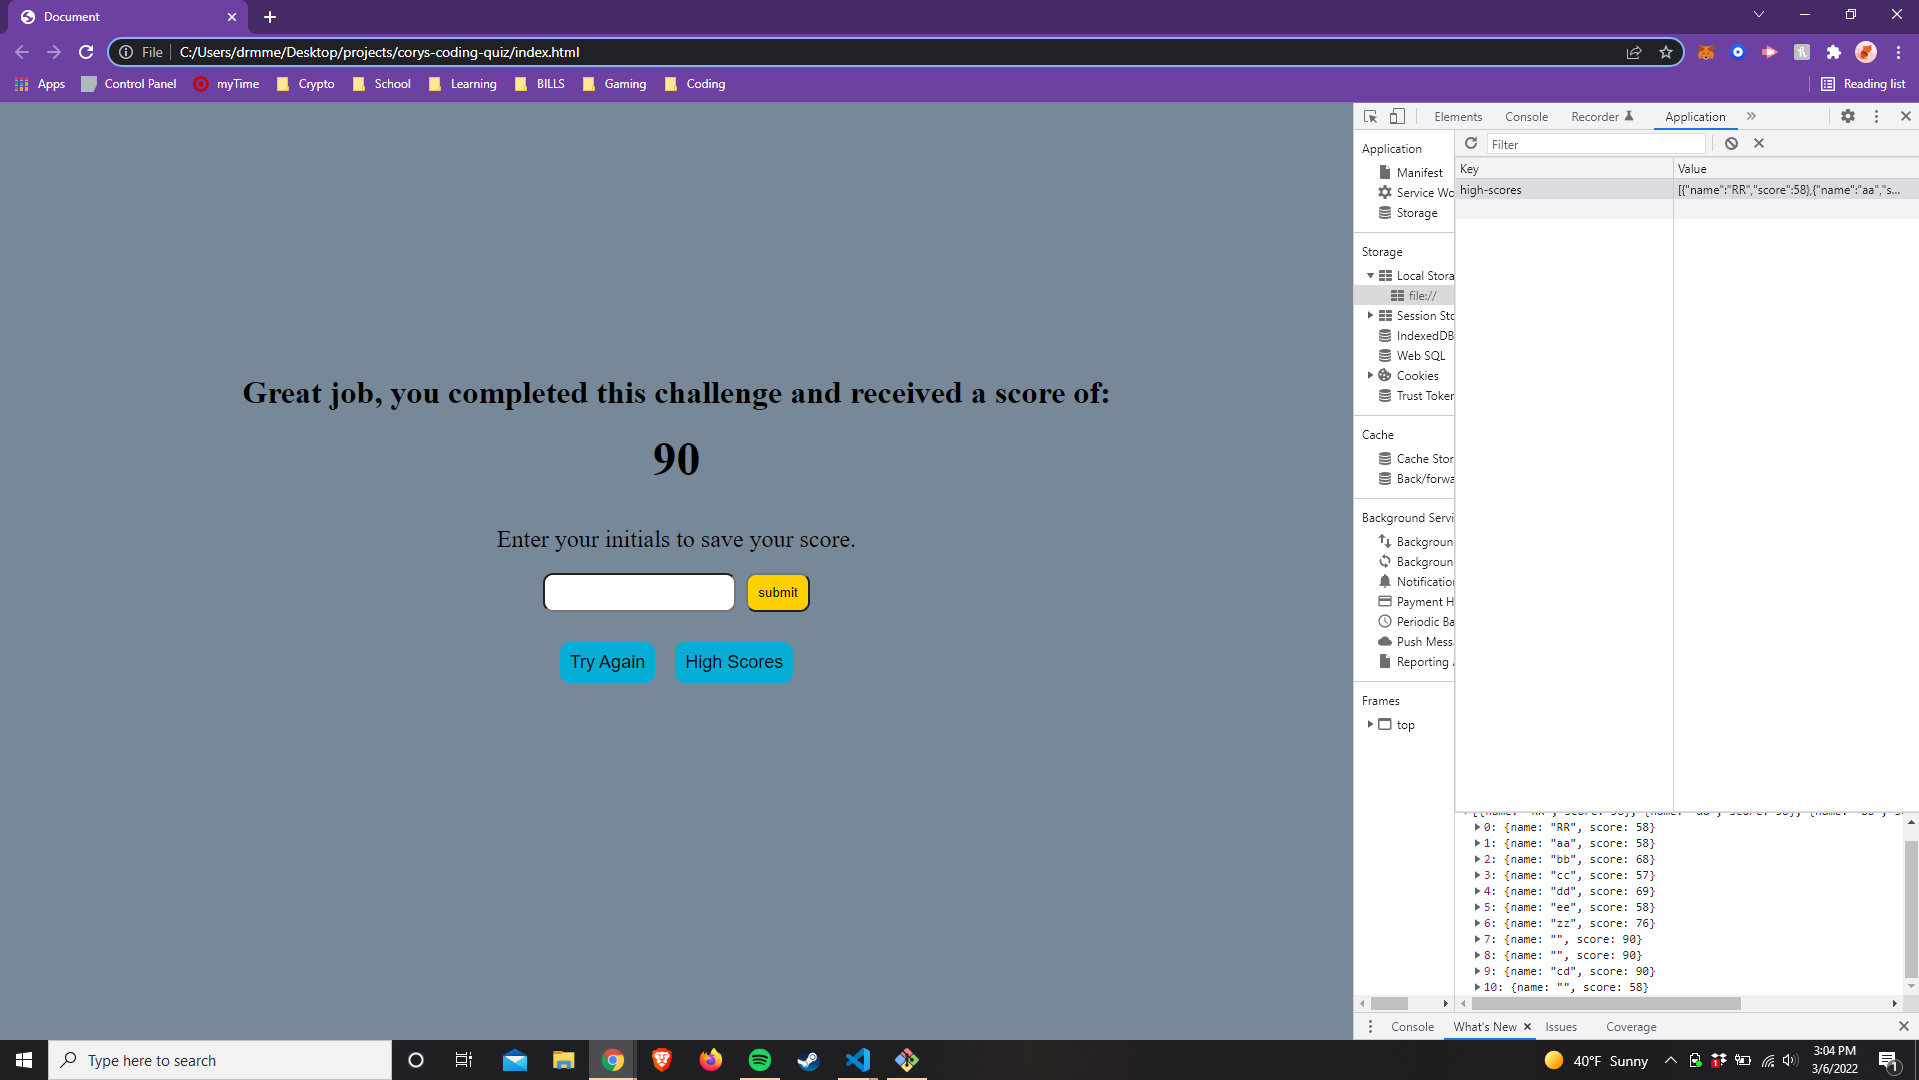 Document
File C:/Users/drmme/Desktop/projects/corys-coding-quiz/index.html
Apps Control Panel myTime Crypto School Learning BILLS Gaming Coding Reading list
Elements Console Recorder Application
Filter
Application
Manifest
Service Wo
Storage
Key Value
high-scores [{"name":"RR","score":58},{"name":"aa","s...
Storage
Local Stora
file://
Session Sto
IndexedDB
Web SQL
Cookies
Trust Token
Cache
Cache Stor
Back/forwa
Background Servi
Backgroun
Backgroun
Notification
Payment H
Periodic Ba
Push Mess
Reporting
Frames
top
Great job, you completed this challenge and received a score of:
90
Enter your initials to save your score.
submit
Try Again High Scores
0: {name: "RR", score: 58}
1: {name: "aa", score: 58}
2: {name: "bb", score: 68}
3: {name: "cc", score: 57}
4: {name: "dd", score: 69}
5: {name: "ee", score: 58}
6: {name: "zz", score: 76}
7: {name: "", score: 90}
8: {name: "", score: 90}
9: {name: "cd", score: 90}
10: {name: "", score: 58}
Console What's New Issues Coverage
Type here to search
40°F Sunny
3:04 PM
3/6/2022
1